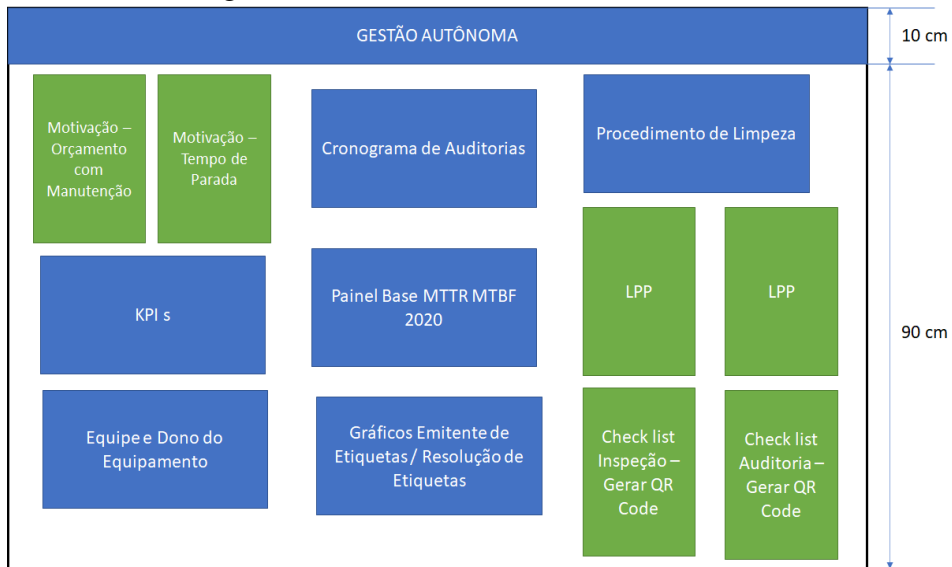 GESTÃO AUTÔNOMA
10 cm
Motivação –
Orçamento
com
Manutenção
Motivação –
Tempo de
Parada
Cronograma de Auditorias
Procedimento de Limpeza
KPI s
Painel Base MTTR MTBF
2020
LPP
LPP
90 cm
Equipe e Dono do
Equipamento
Gráficos Emitente de
Etiquetas / Resolução de
Etiquetas
Check list
Inspeção –
Gerar QR
Code
Check list
Auditoria –
Gerar QR
Code